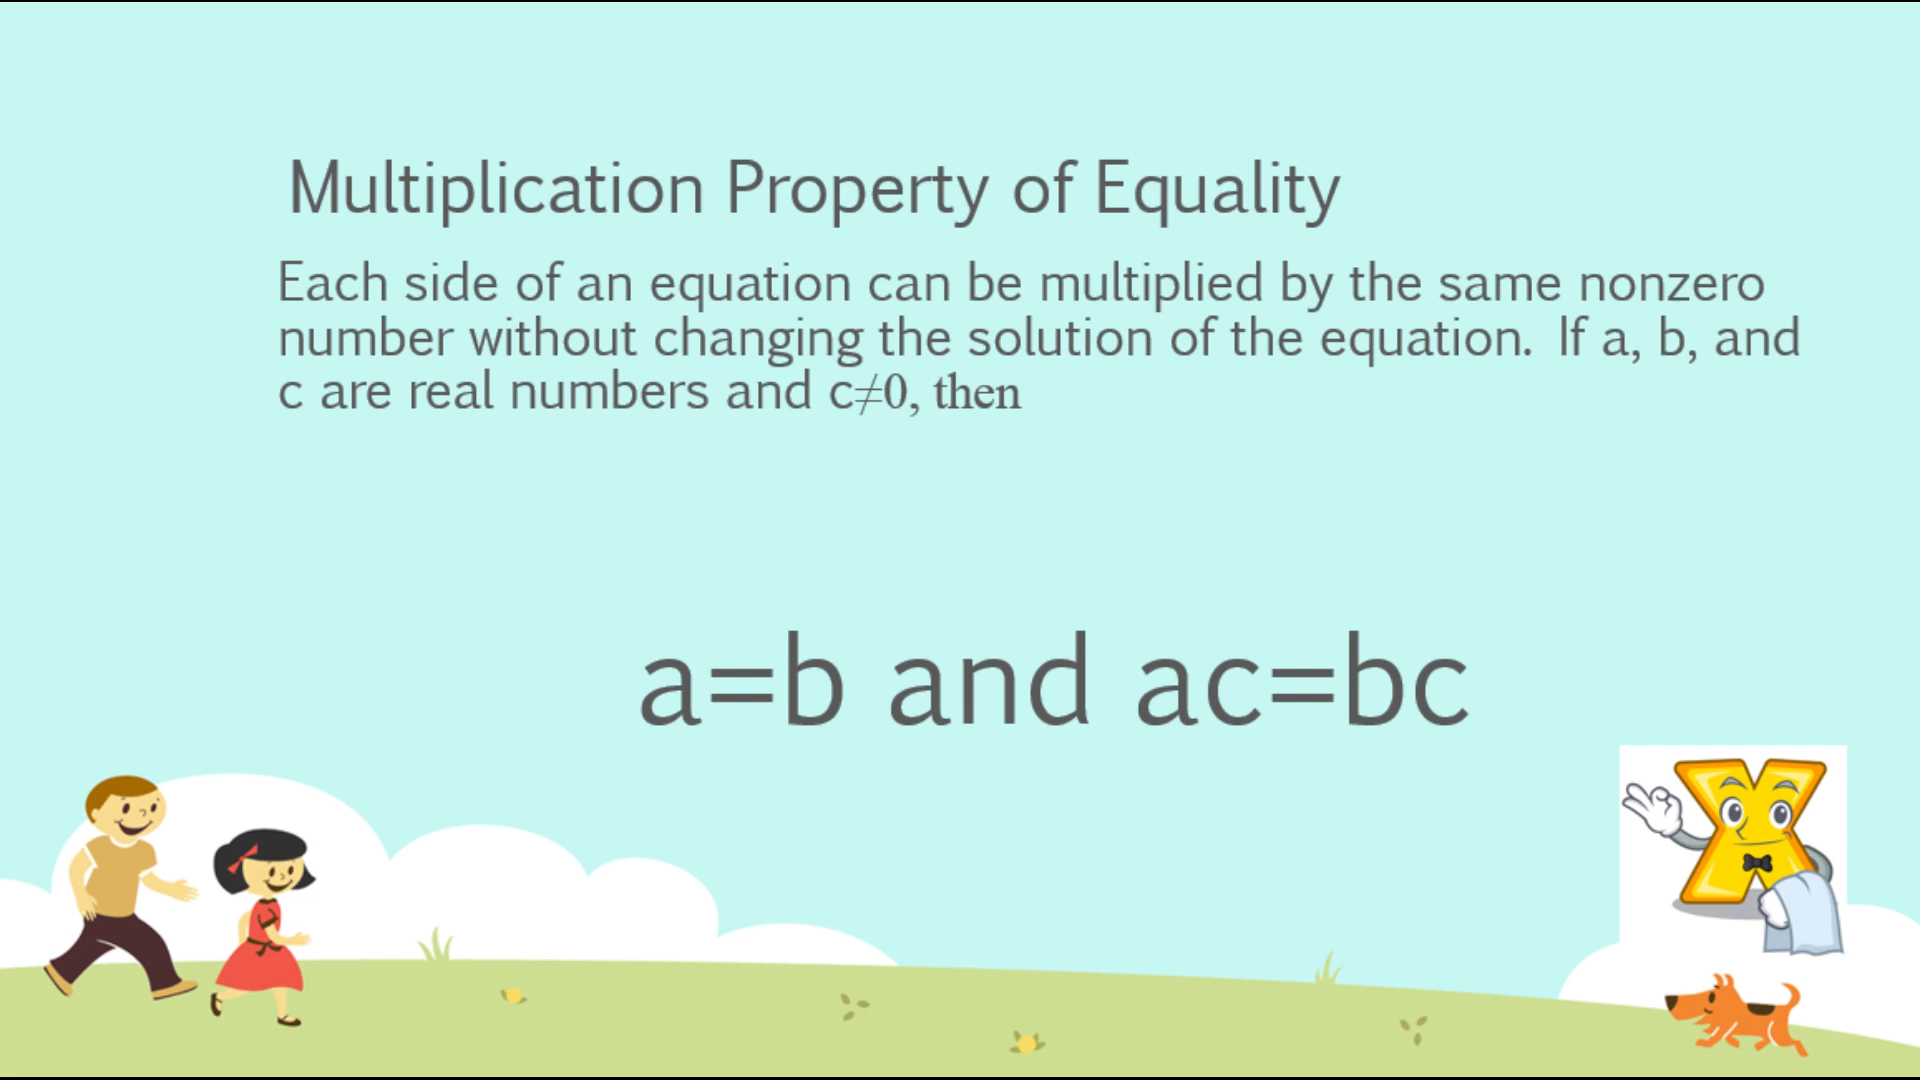 Multiplication Property of Equality
Each side of an equation can be multiplied by the same nonzero
number without changing the solution of the equation. If a, b, and
c are real numbers and c≠0, then
a=b and ac=bc